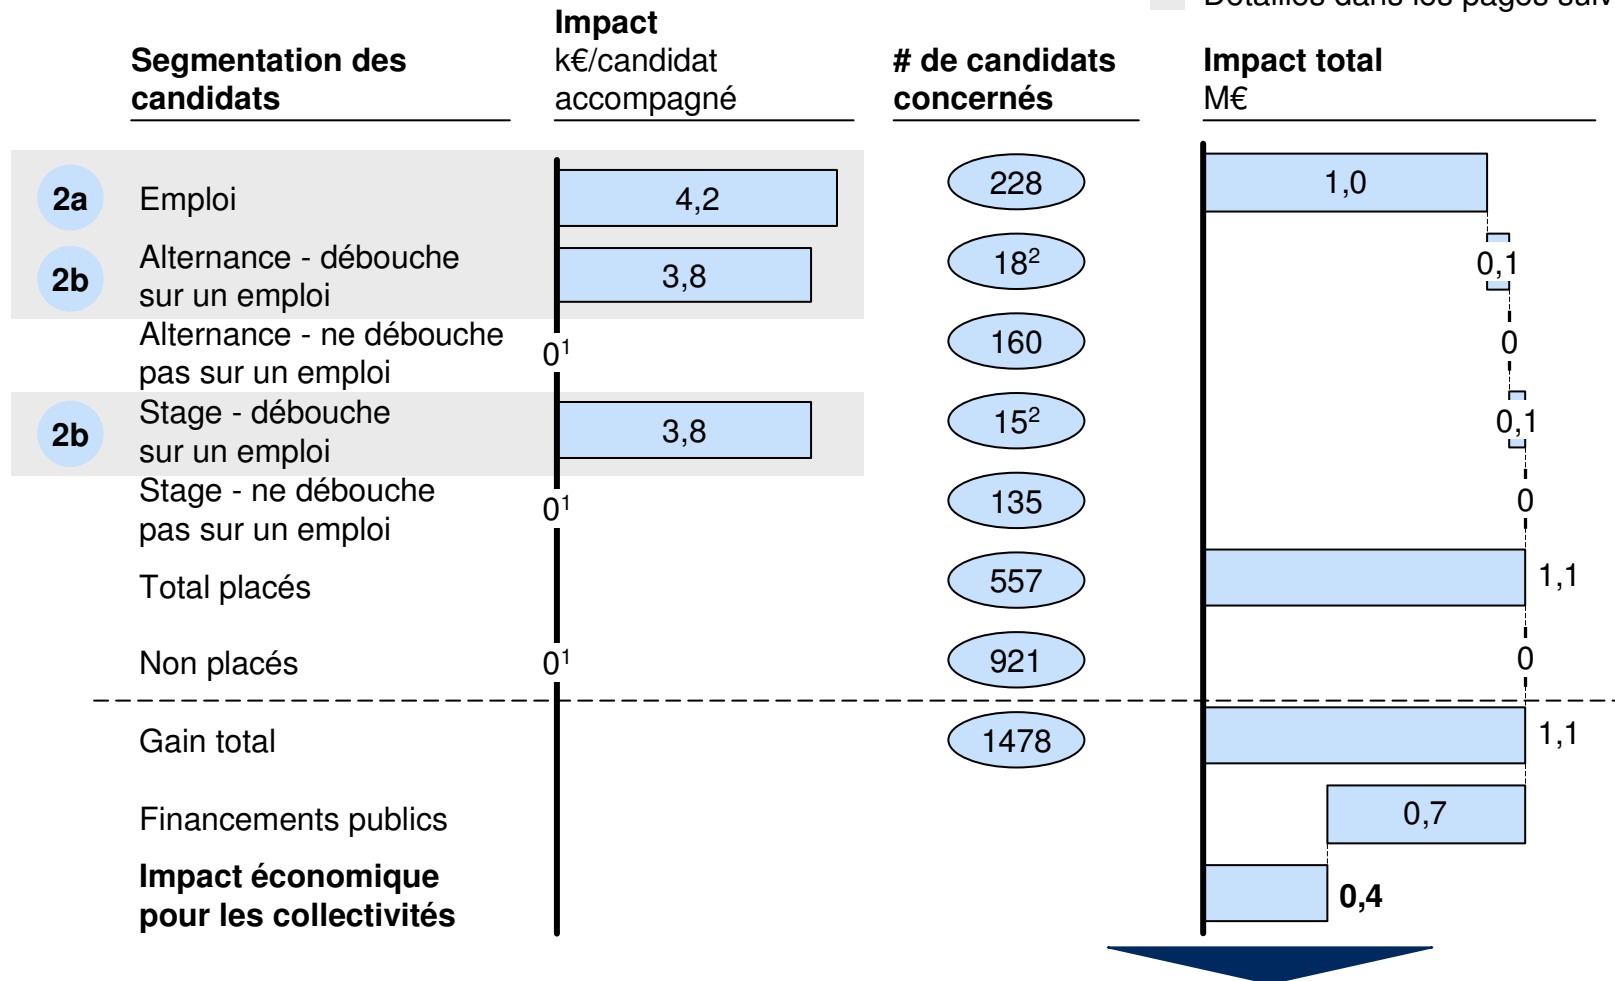 Détaillés dans les pages
Segmentation des
candidats
Impact
k€/candidat
accompagné
# de candidats
concernés
Impact total
M€
2a Emploi 4,2 228 1,0
2b Alternance - débouche
sur un emploi 3,8 18² 0,1
Alternance - ne débouche
pas sur un emploi 0¹ 160 0
2b Stage - débouche
sur un emploi 3,8 15² 0,1
Stage - ne débouche
pas sur un emploi 0¹ 135 0
Total placés 557 1,1
Non placés 0¹ 921 0
Gain total 1478 1,1
Financements publics 0,7
Impact économique
pour les collectivités 0,4